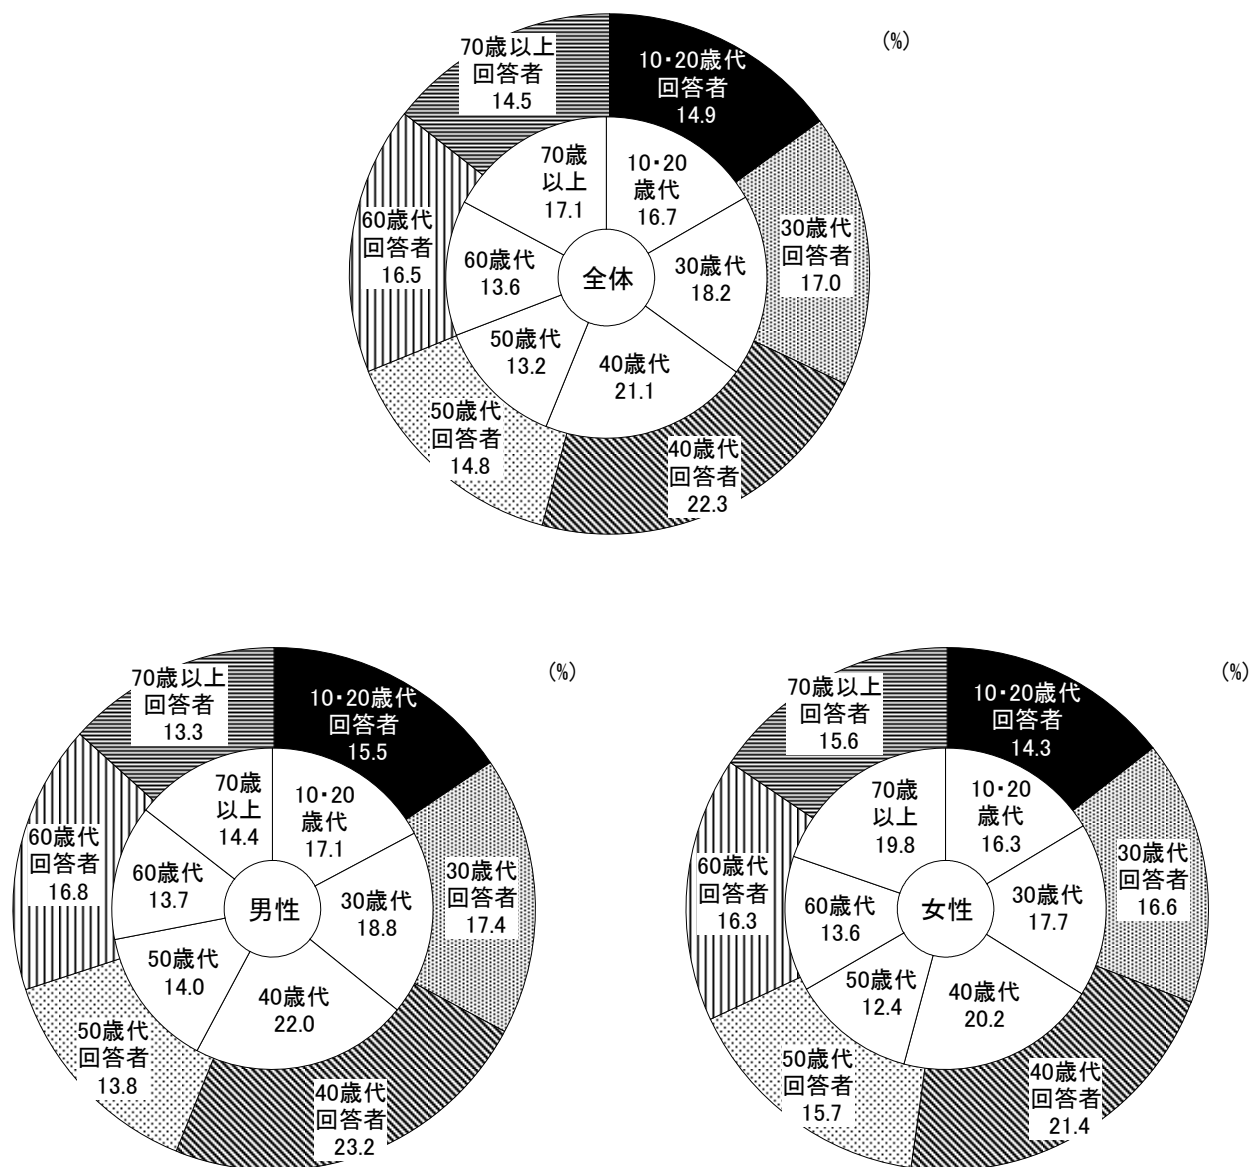 (%)
70歳以上
回答者
14.5
10・20歳代
回答者
14.9
70歳
以上
17.1
10・20
歳代
16.7
60歳代
回答者
16.5
60歳代
13.6
全体
30歳代
18.2
30歳代
回答者
17.0
50歳代
13.2
40歳代
21.1
50歳代
回答者
14.8
40歳代
回答者
22.3
(%)
70歳以上
回答者
13.3
10・20歳代
回答者
15.5
70歳
以上
14.4
10・20
歳代
17.1
60歳代
回答者
16.8
60歳代
13.7
男性
30歳代
18.8
30歳代
回答者
17.4
50歳代
14.0
40歳代
22.0
50歳代
回答者
13.8
40歳代
回答者
23.2
(%)
70歳以上
回答者
15.6
10・20歳代
回答者
14.3
70歳
以上
19.8
10・20
歳代
16.3
60歳代
回答者
16.3
60歳代
13.6
女性
30歳代
17.7
30歳代
回答者
16.6
50歳代
12.4
40歳代
20.2
50歳代
回答者
15.7
40歳代
回答者
21.4